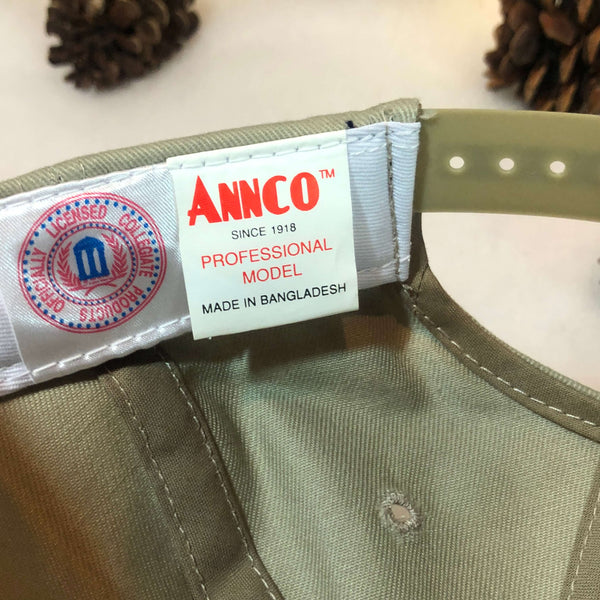 OFFICIALLY LICENSED COLLEGIATE PRODUCTS
ANNCO™
SINCE 1918
PROFESSIONAL
MODEL
MADE IN BANGLADESH